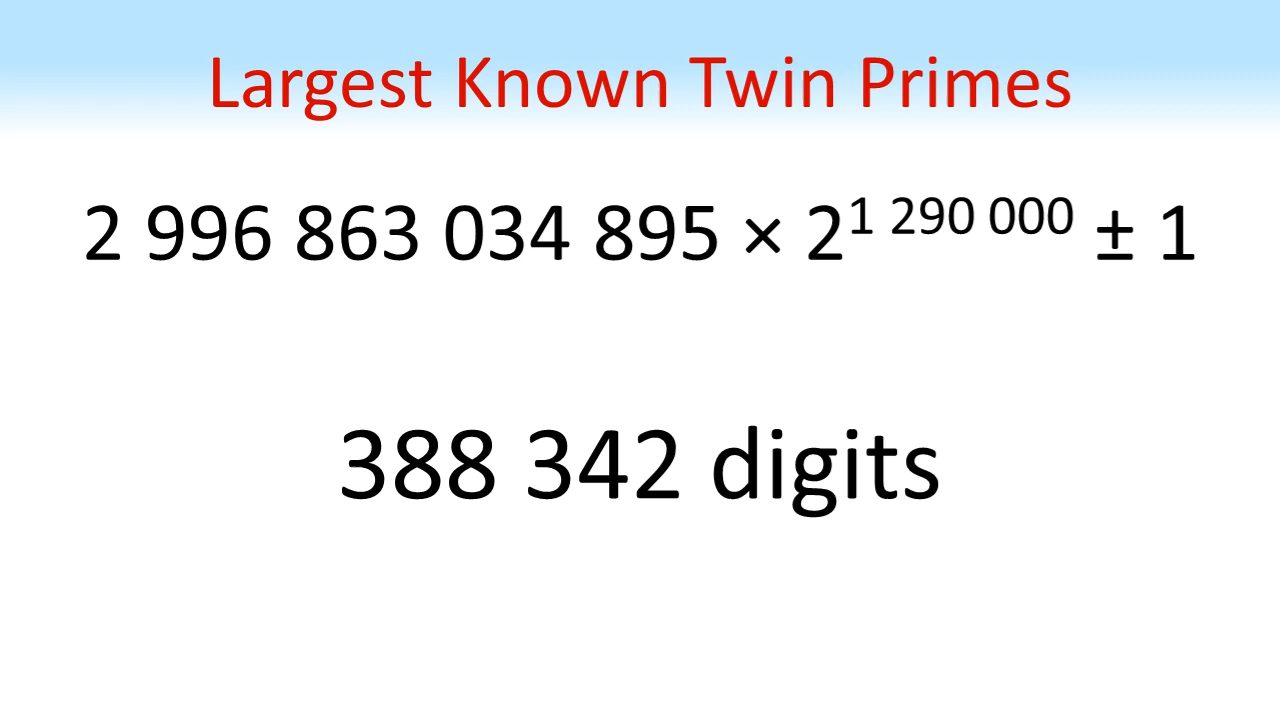 Largest Known Twin Primes
2 996 863 034 895 × 2^1 290 000 ± 1
388 342 digits